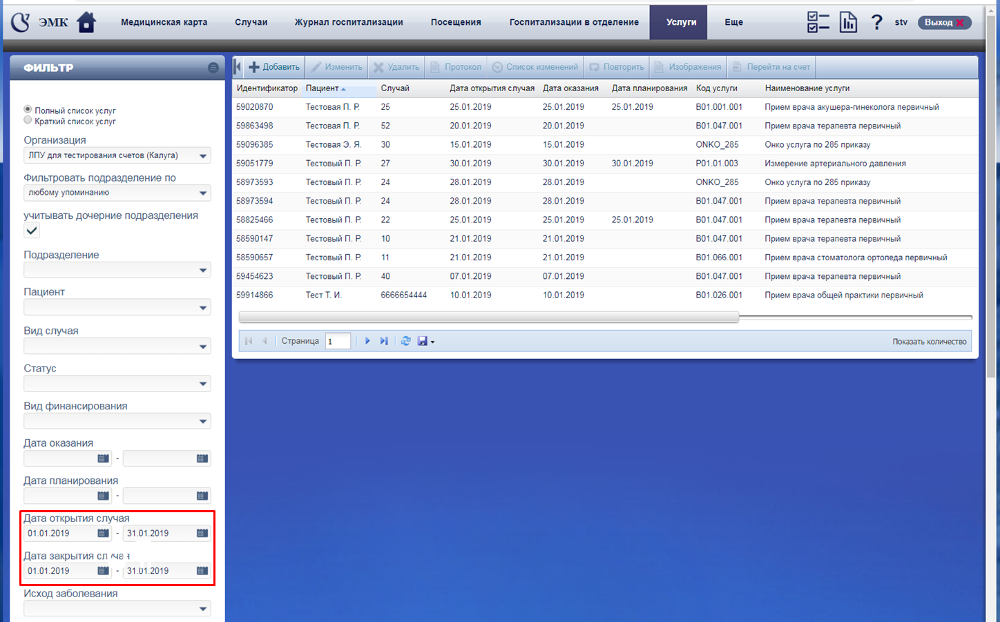 ЭМК Медицинская карта Случаи Журнал госпитализации Посещения Госпитализации в отделение Услуги Еще ? stv Выход
ФИЛЬТР
Полный список услуг
Краткий список услуг
Организация
ЛПУ для тестирования счетов (Калуга)
Фильтровать подразделение по
любому упоминанию
учитывать дочерние подразделения
Подразделение
Пациент
Вид случая
Статус
Вид финансирования
Дата оказания
-
Дата планирования
-
Дата открытия случая
01.01.2019 - 31.01.2019
Дата закрытия случая
01.01.2019 - 31.01.2019
Исход заболевания
Добавить Изменить Удалить Протокол Список изменений Повторить Изображения Перейти на счет
Идентификатор Пациент Случай Дата открытия случая Дата оказания Дата планирования Код услуги Наименование услуги
59020870 Тестовая П. Р. 25 25.01.2019 25.01.2019 25.01.2019 B01.001.001 Прием врача акушера-гинеколога первичный
59863498 Тестовая П. Р. 52 20.01.2019 20.01.2019 B01.047.001 Прием врача терапевта первичный
59096385 Тестовая Э. Я. 30 15.01.2019 15.01.2019 ONKO_285 Онко услуга по 285 приказу
59051779 Тестовый П. Р. 27 30.01.2019 30.01.2019 30.01.2019 P01.01.003 Измерение артериального давления
58973593 Тестовый П. Р. 24 28.01.2019 28.01.2019 ONKO_285 Онко услуга по 285 приказу
58973594 Тестовый П. Р. 24 28.01.2019 28.01.2019 B01.047.001 Прием врача терапевта первичный
58825466 Тестовый П. Р. 22 25.01.2019 25.01.2019 25.01.2019 B01.047.001 Прием врача терапевта первичный
58590147 Тестовый П. Р. 10 21.01.2019 21.01.2019 B01.047.001 Прием врача терапевта первичный
58590657 Тестовый П. Р. 11 21.01.2019 21.01.2019 B01.066.001 Прием врача стоматолога ортопеда первичный
59454623 Тестовый П. Р. 40 07.01.2019 07.01.2019 B01.047.001 Прием врача терапевта первичный
59914866 Тест Т. И. 6666654444 10.01.2019 10.01.2019 B01.026.001 Прием врача общей практики первичный
Страница 1 Показать количество